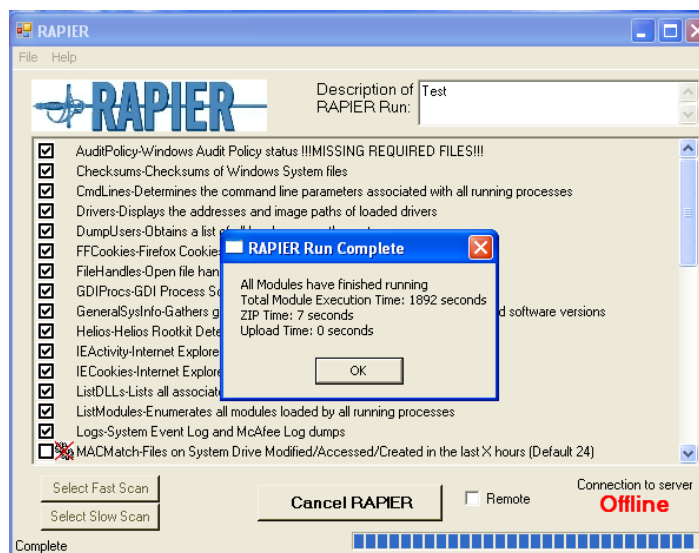 RAPIER
File Help
RAPIER
Description of
RAPIER Run:
Test
AuditPolicy-Windows Audit Policy status !!!MISSING REQUIRED FILES!!!
Checksums-Checksums of Windows System files
CmdLines-Determines the command line parameters associated with all running processes
Drivers-Displays the addresses and image paths of loaded drivers
DumpUsers-Obtains a list
FFCookies-Firefox Cookie
FileHandles-Open file han
GDIProcs-GDI Process
GeneralSysInfo-Gathers g
d software versions
Helios-Helios Rootkit Dete
IEActivity-Internet Explore
IECookies-Internet Explore
ListDLLs-Lists all associat
ListModules-Enumerates all modules loaded by all running processes
Logs-System Event Log and McAfee Log dumps
MACMatch-Files on System Drive Modified/Accessed/Created in the last X hours (Default 24)
RAPIER Run Complete
All Modules have finished running
Total Module Execution Time: 1892 seconds
ZIP Time: 7 seconds
Upload Time: 0 seconds
OK
Select Fast Scan
Select Slow Scan
Cancel RAPIER
Remote
Connection to server
Offline
Complete